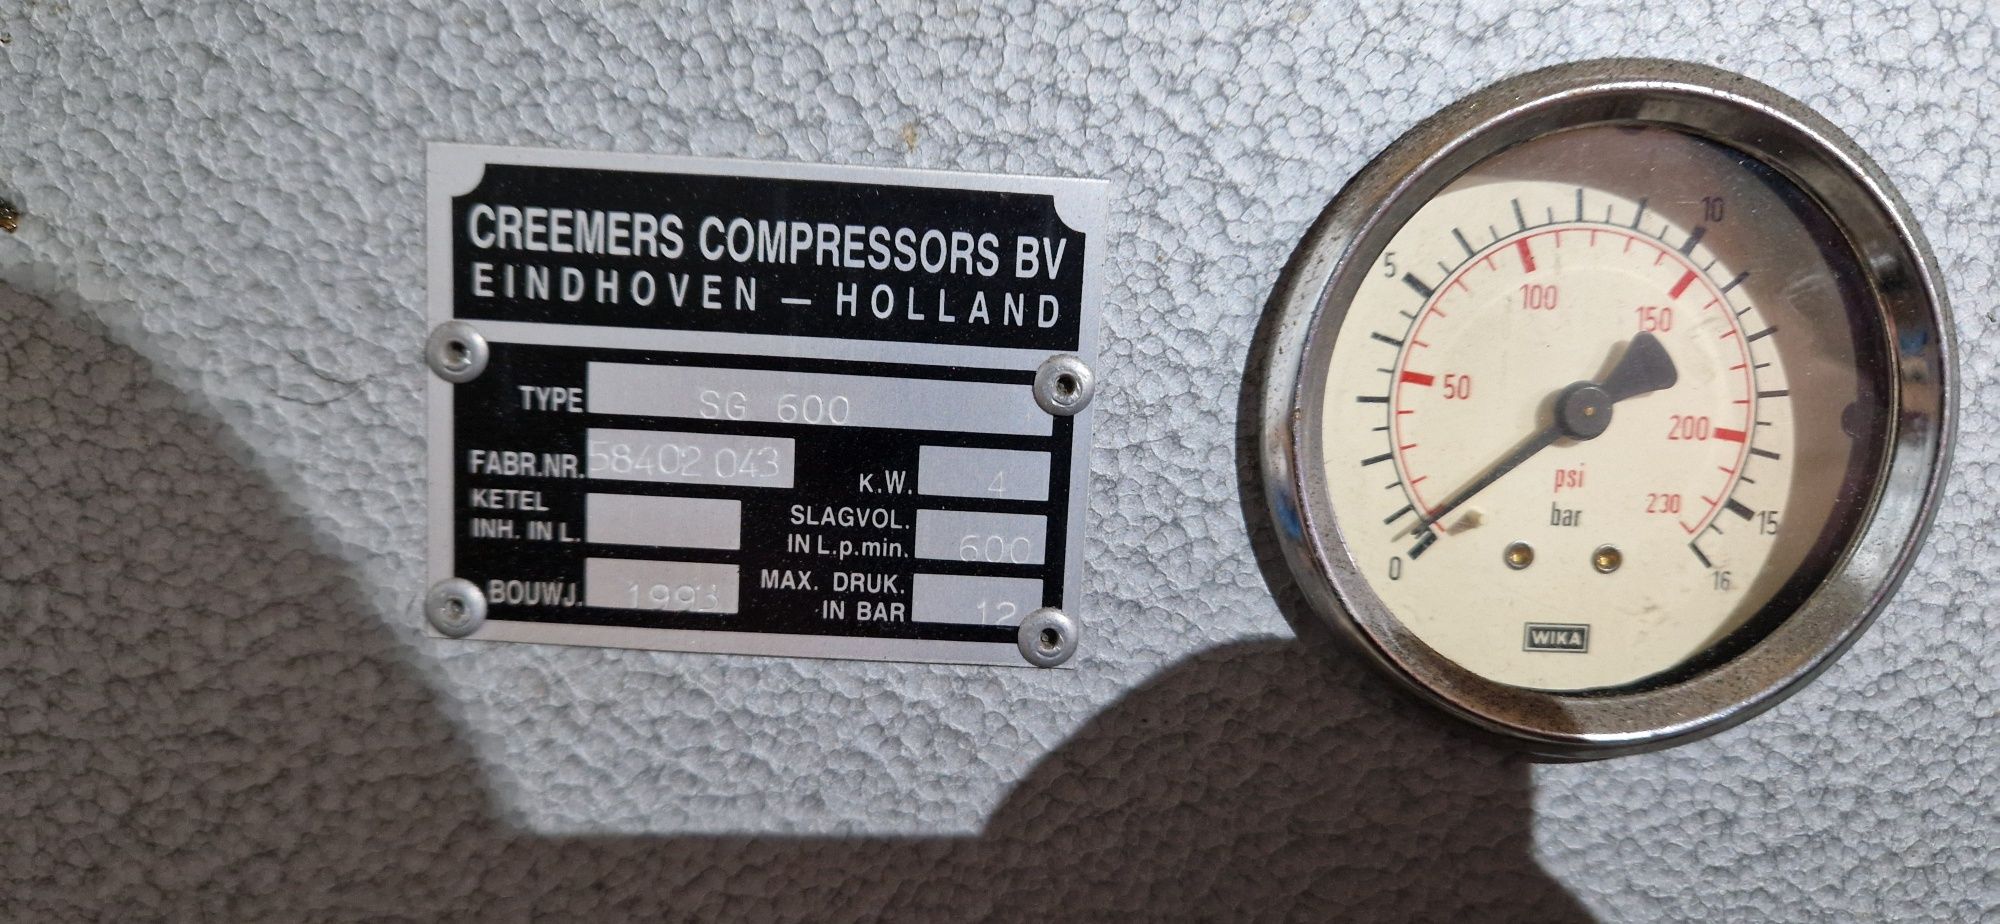 CREEMERS COMPRESSORS BV
EINDHOVEN – HOLLAND
TYPE SG 600
FABR.NR. 58402 043
K.W. 4
KETEL
INH. IN L.
SLAGVOL.
IN L.p.min. 600
BOUWJ. 1993
MAX. DRUK.
IN BAR 12
0
5
10
15
16
50
100
150
200
230
psi
bar
WIKA